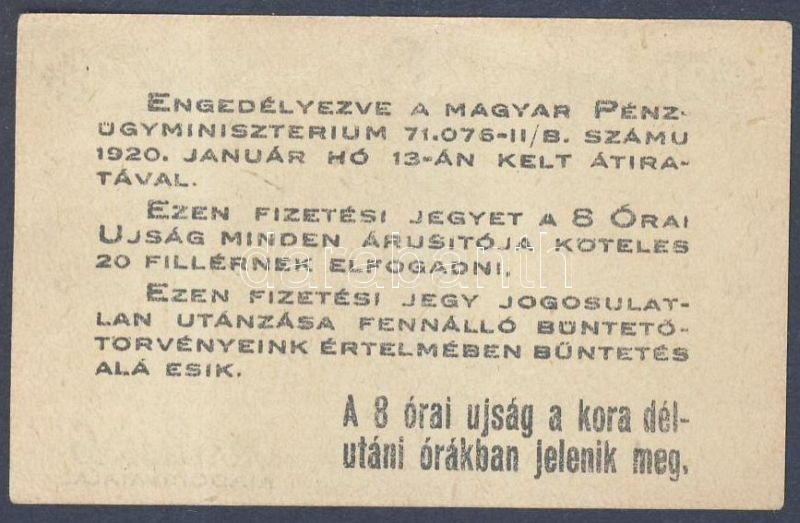 ENGEDÉLYEZVE A MAGYAR PÉNZ-
ÜGYMINISZTERIUM 71.076-II/B. SZÁMU
1920. JANUÁR HÓ 13-ÁN KELT ÁTIRA-
TÁVAL.
EZEN FIZETÉSI JEGYET A 8 ÓRAI
UJSÁG MINDEN ÁRUSITÓJA KÖTELES
20 FILLÉRNEK ELFOGADNI.
EZEN FIZETÉSI JEGY JOGOSULAT-
LAN UTÁNZÁSA FENNÁLLÓ BÜNTETŐ-
TÖRVÉNYEINK ÉRTELMÉBEN BÜNTETÉS
ALÁ ESIK.
A 8 órai ujság a kora dél-
utáni órákban jelenik meg.
darabanth